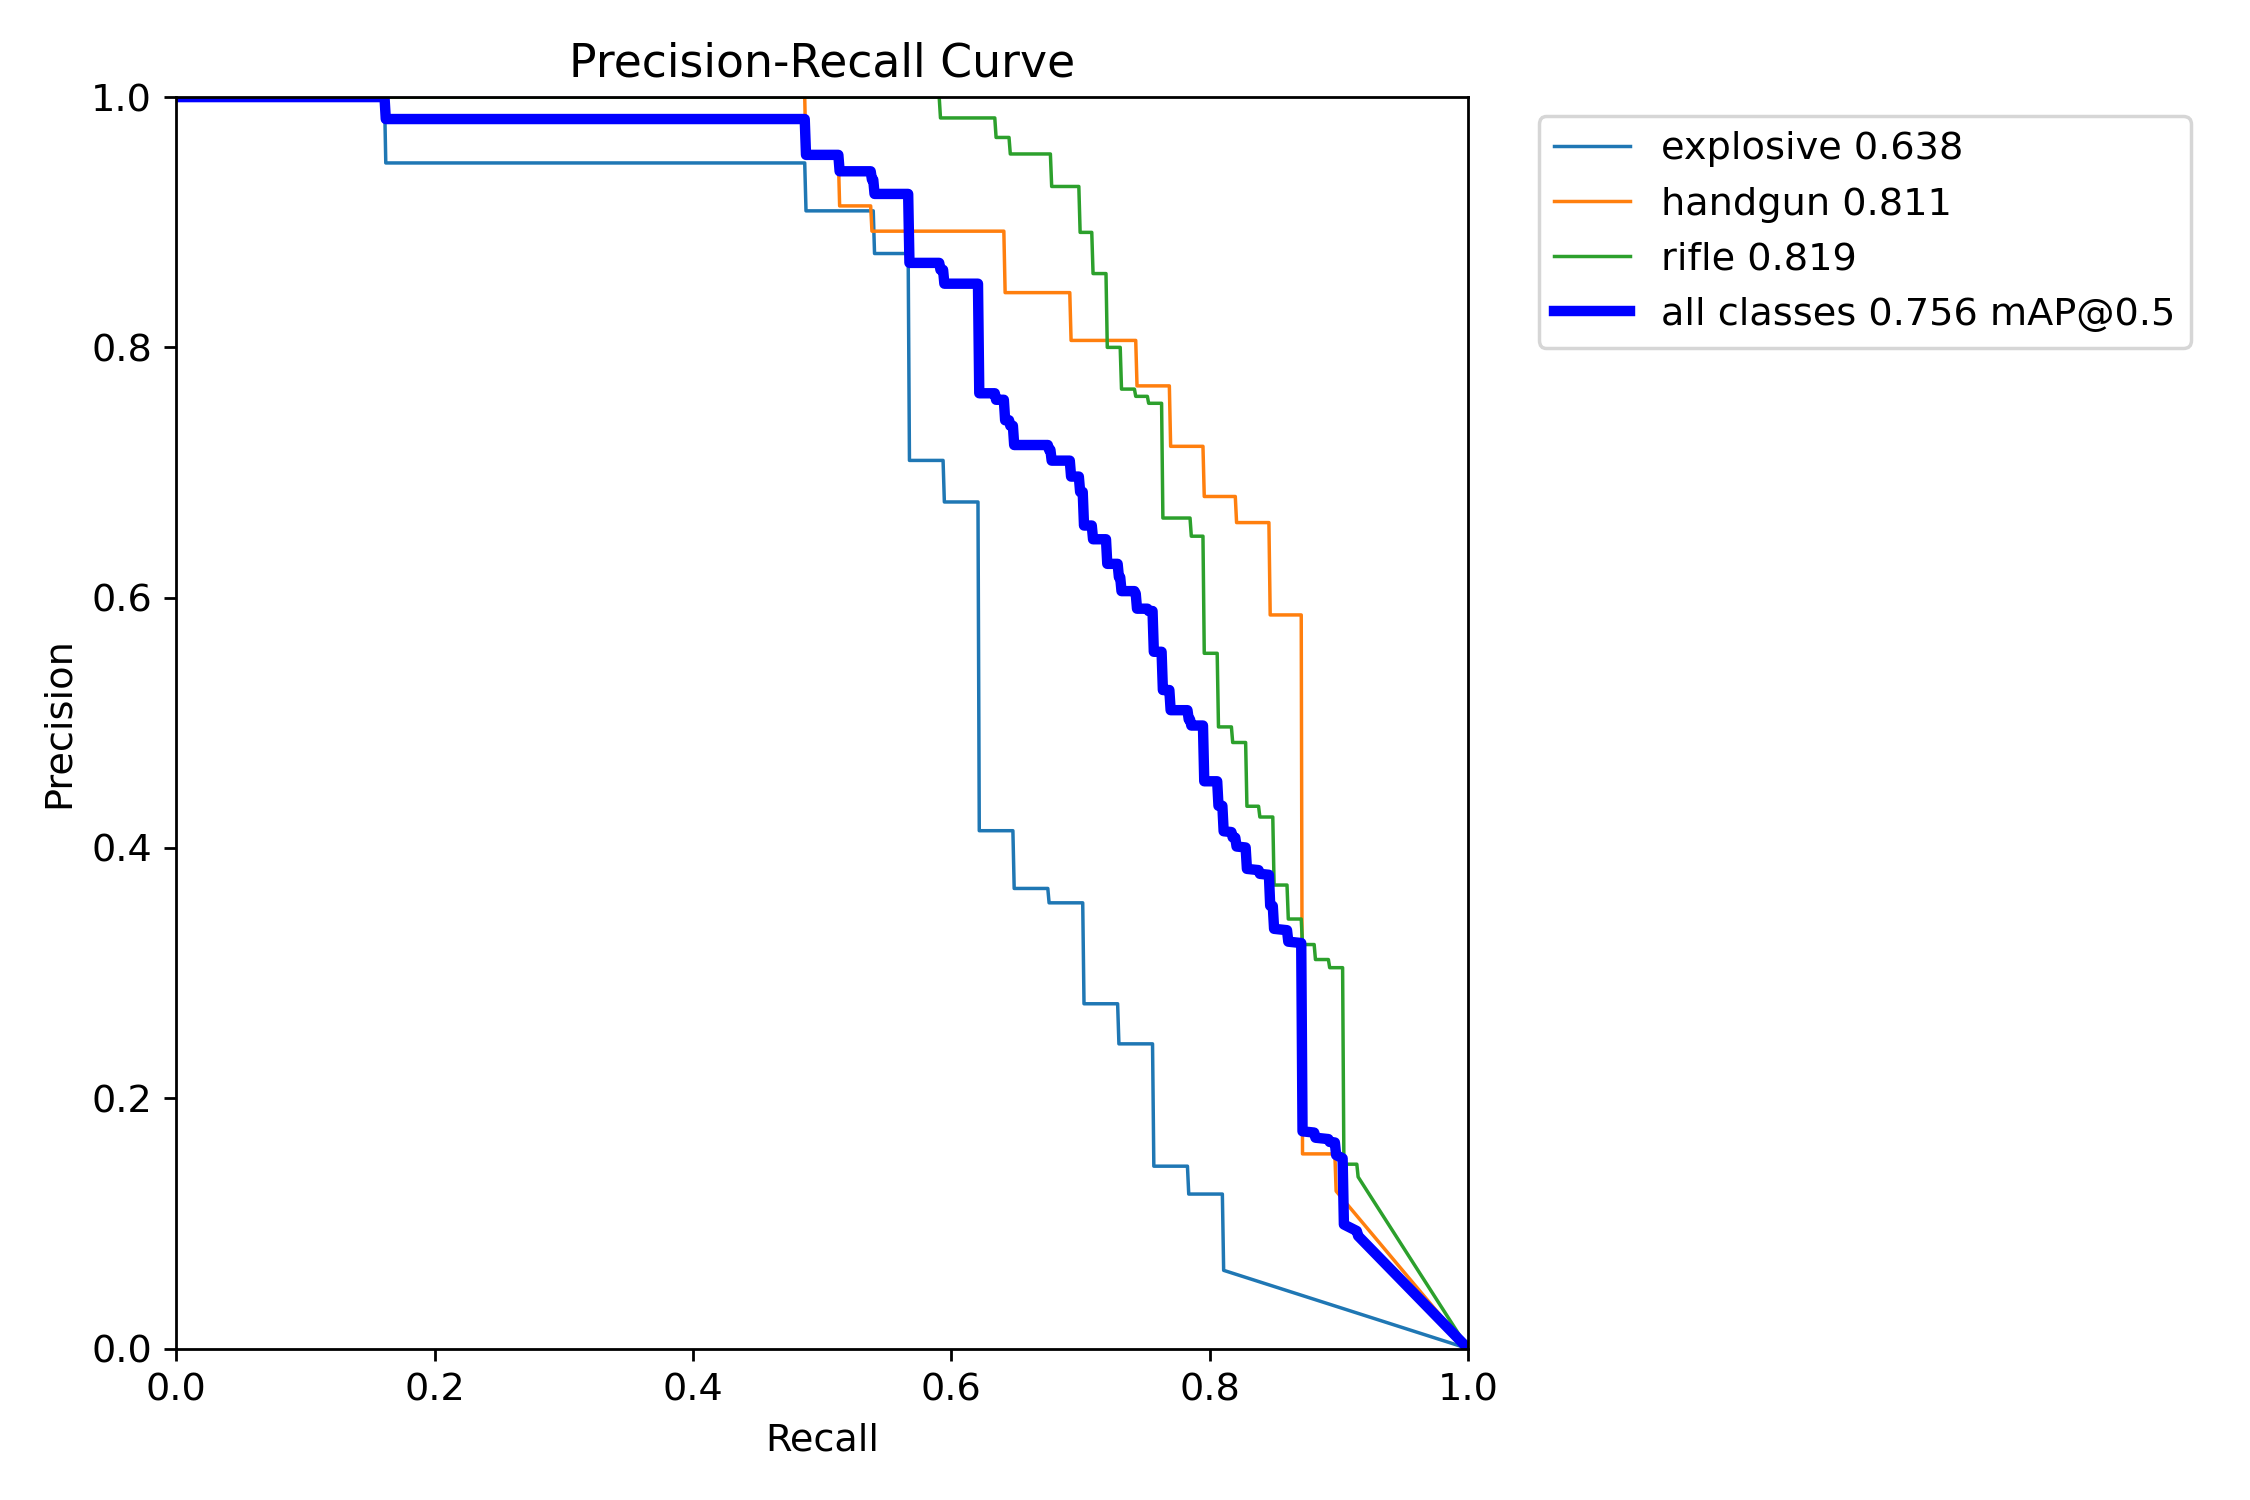 Precision-Recall Curve
1.0
0.8
0.6
0.4
0.2
0.0
Precision
0.0 0.2 0.4 0.6 0.8 1.0
Recall
explosive 0.638
handgun 0.811
rifle 0.819
all classes 0.756 mAP@0.5